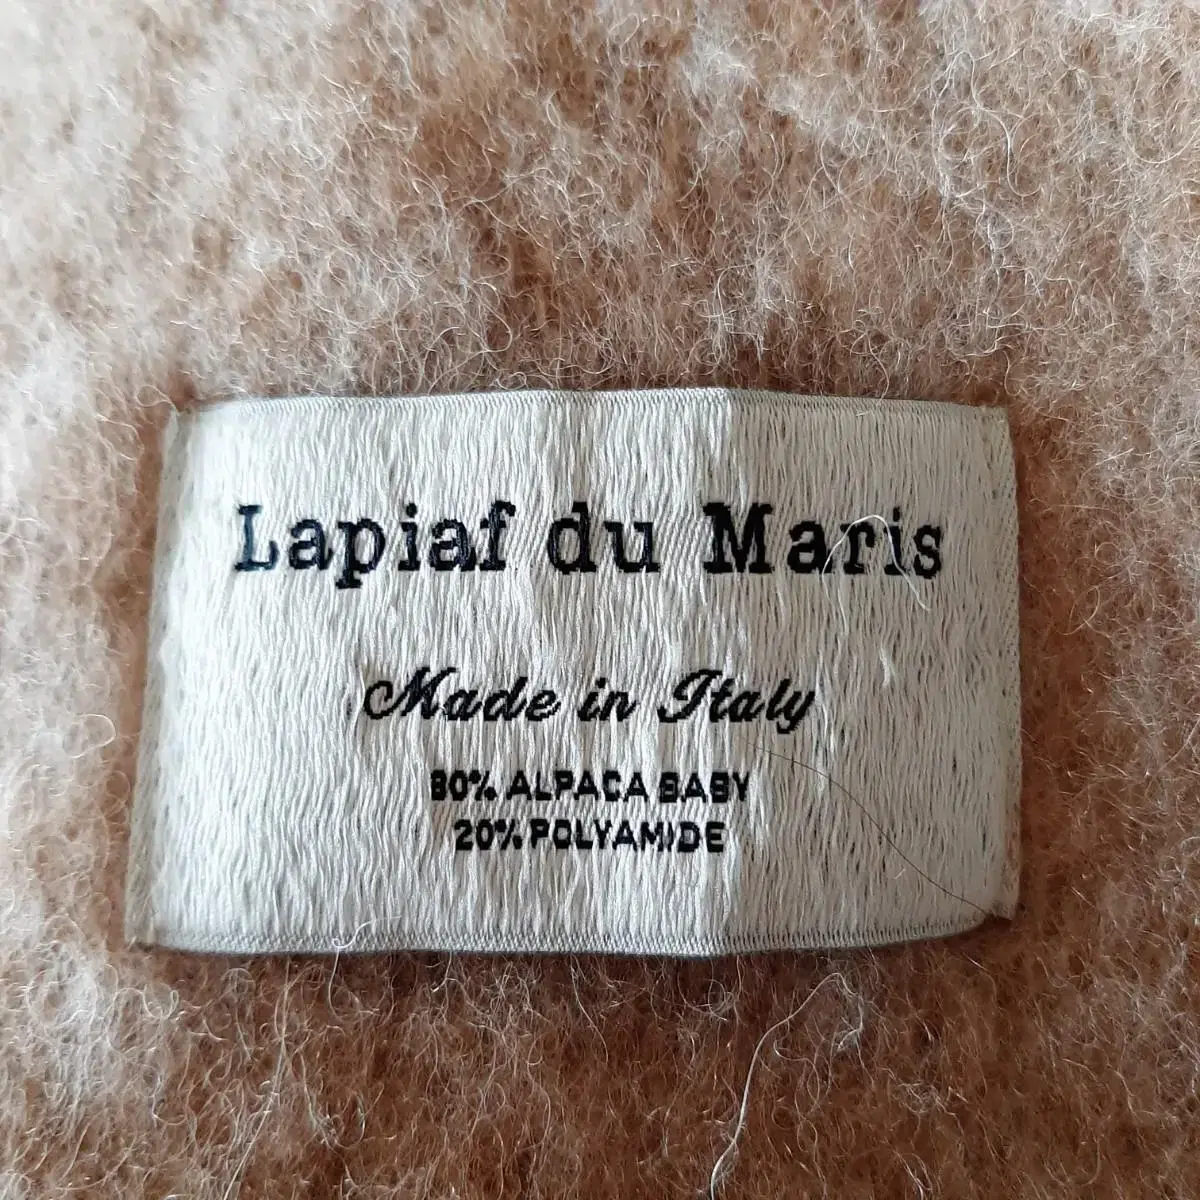 Lapiaf du Maris
Made in Italy
80% ALPACA BABY
20% POLYAMIDE